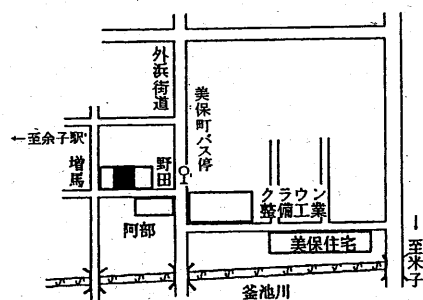 外浜街道
美保町バス停
←至余子駅
増馬
野田
クラウン
整備工業
阿部
美保住宅
↓至米子
釜池川